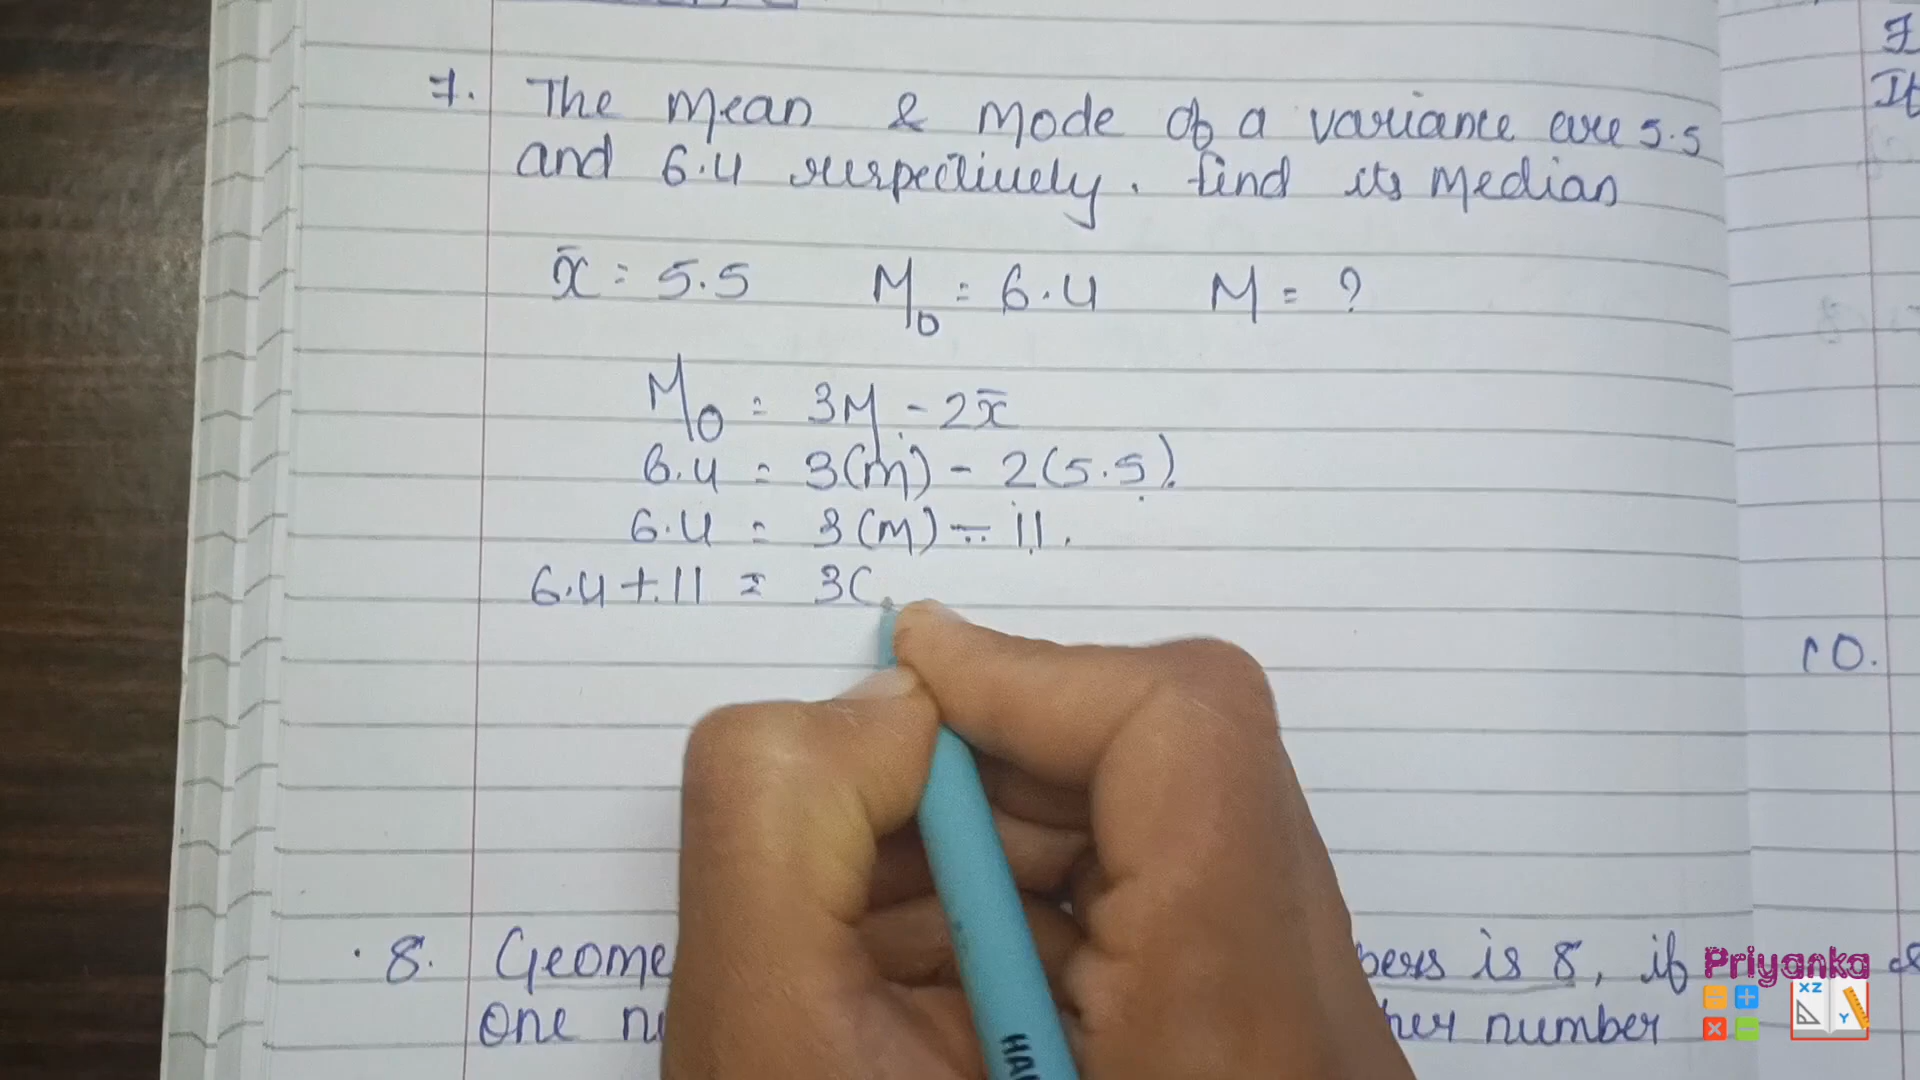 7. The Mean & Mode of a variance are 5.5
and 6.4 respectively. find its Median
x̄ = 5.5 M₀ = 6.4 M = ?
M₀ = 3M - 2x̄
6.4 = 3(m) - 2(5.5).
6.4 = 3(m) - 11.
6.4 + 11 = 3(
10.
8. Geome bers is 8, if
one n her number
Priyanka
XZ
Y
HA